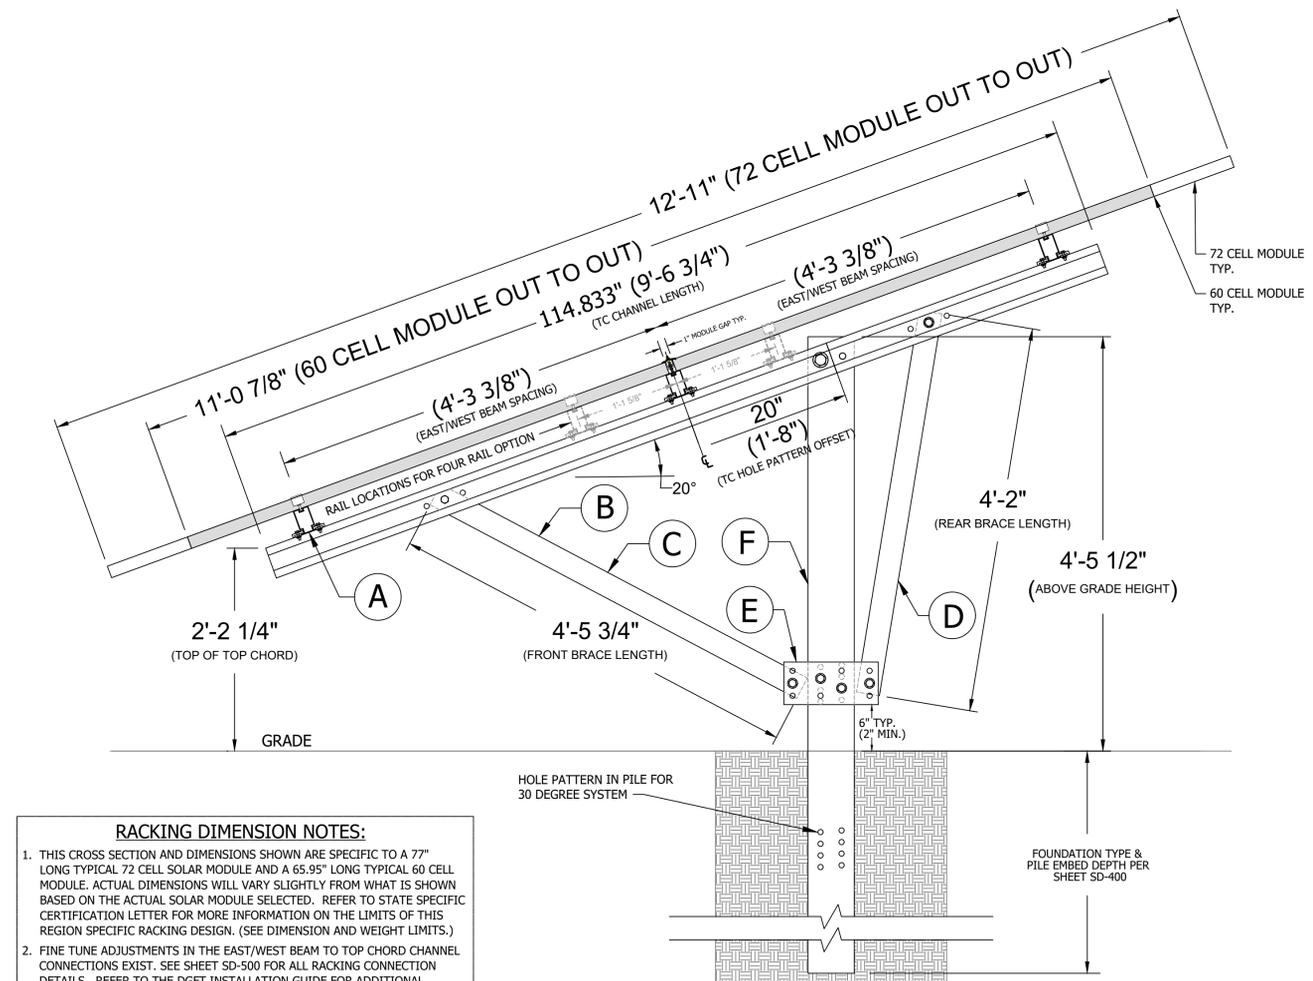 12'-11" (72 CELL MODULE OUT TO OUT)
11'-0 7/8" (60 CELL MODULE OUT TO OUT)
114.833" (9'-6 3/4")
(TC CHANNEL LENGTH)
(4'-3 3/8")
(EAST/WEST BEAM SPACING)
(4'-3 3/8")
(EAST/WEST BEAM SPACING)
1" MODULE GAP TYP.
1'-1 5/8"
1'-1 5/8"
72 CELL MODULE
TYP.
60 CELL MODULE
TYP.
RAIL LOCATIONS FOR FOUR RAIL OPTION
20"
(1'-8")
(TC HOLE PATTERN OFFSET)
℄
20°
A
B
C
F
E
D
4'-2"
(REAR BRACE LENGTH)
4'-5 1/2"
(ABOVE GRADE HEIGHT)
2'-2 1/4"
(TOP OF TOP CHORD)
4'-5 3/4"
(FRONT BRACE LENGTH)
6" TYP.
(2" MIN.)
GRADE
HOLE PATTERN IN PILE FOR
30 DEGREE SYSTEM
FOUNDATION TYPE &
PILE EMBED DEPTH PER
SHEET SD-400
RACKING DIMENSION NOTES:
1. THIS CROSS SECTION AND DIMENSIONS SHOWN ARE SPECIFIC TO A 77"
LONG TYPICAL 72 CELL SOLAR MODULE AND A 65.95" LONG TYPICAL 60 CELL
MODULE. ACTUAL DIMENSIONS WILL VARY SLIGHTLY FROM WHAT IS SHOWN
BASED ON THE ACTUAL SOLAR MODULE SELECTED. REFER TO STATE SPECIFIC
CERTIFICATION LETTER FOR MORE INFORMATION ON THE LIMITS OF THIS
REGION SPECIFIC RACKING DESIGN. (SEE DIMENSION AND WEIGHT LIMITS.)
2. FINE TUNE ADJUSTMENTS IN THE EAST/WEST BEAM TO TOP CHORD CHANNEL
CONNECTIONS EXIST. SEE SHEET SD-500 FOR ALL RACKING CONNECTION
DETAILS. REFER TO THE DGFT INSTALLATION GUIDE FOR ADDITIONAL